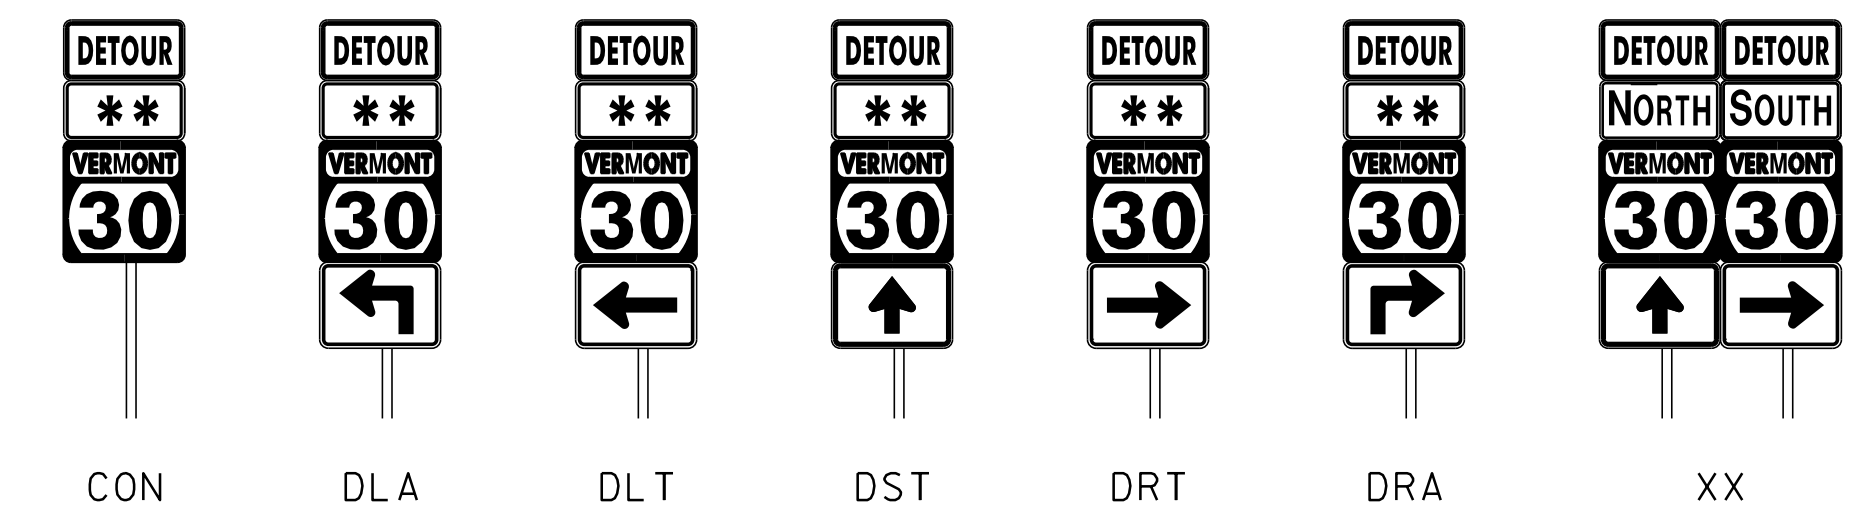 DETOUR DETOUR DETOUR DETOUR DETOUR DETOUR DETOUR DETOUR
** ** ** ** ** ** NORTH SOUTH
VERMONT VERMONT VERMONT VERMONT VERMONT VERMONT VERMONT VERMONT
30 30 30 30 30 30 30 30
CON DLA DLT DST DRT DRA XX